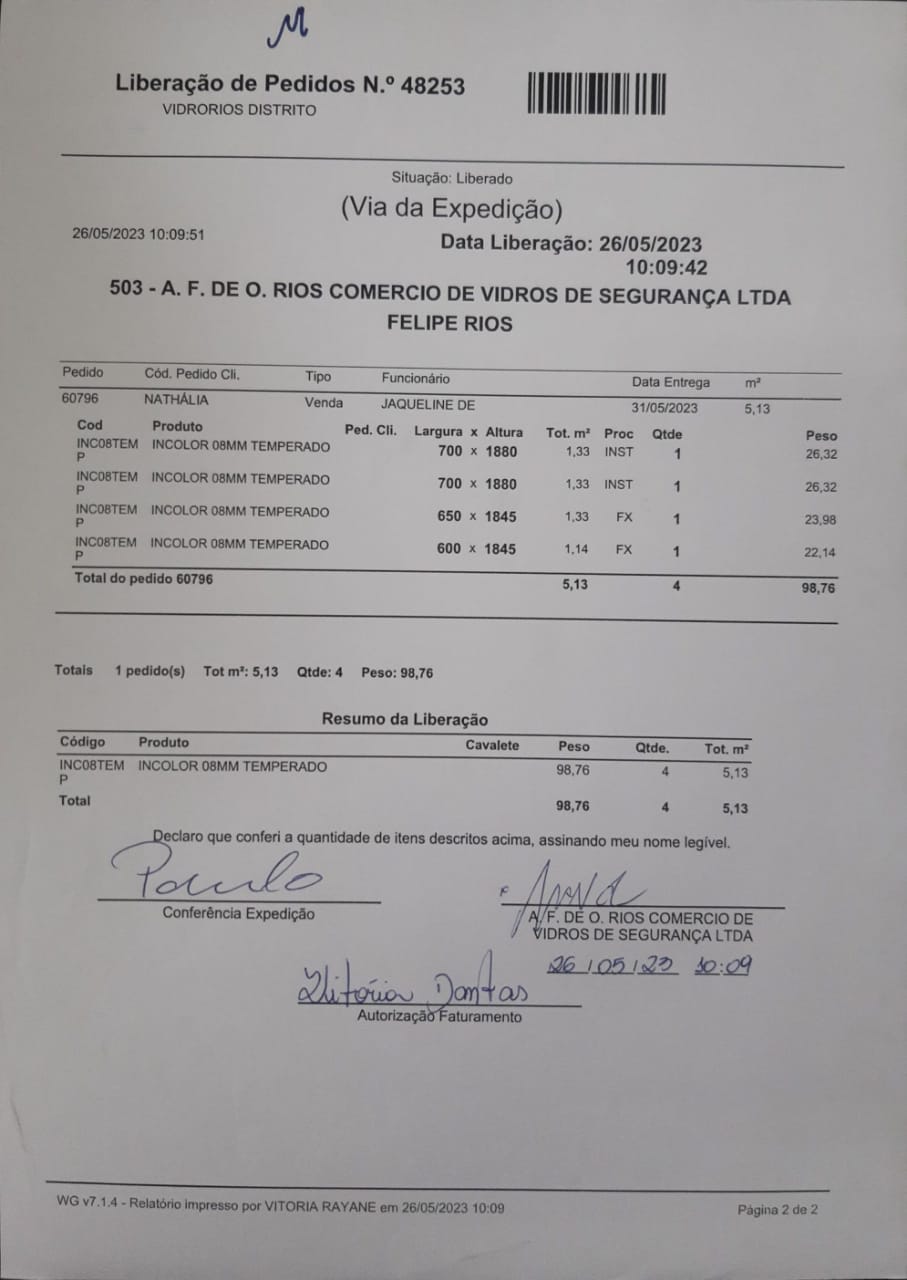 M
Liberação de Pedidos N.º 48253
VIDRORIOS DISTRITO
Situação: Liberado
(Via da Expedição)
26/05/2023 10:09:51
Data Liberação: 26/05/2023
10:09:42
503 - A. F. DE O. RIOS COMERCIO DE VIDROS DE SEGURANÇA LTDA
FELIPE RIOS
Pedido Cód. Pedido Cli. Tipo Funcionário Data Entrega m²
60796 NATHÁLIA Venda JAQUELINE DE 31/05/2023 5,13
Cod Produto Ped. Cli. Largura x Altura Tot. m² Proc Qtde Peso
INC08TEM INCOLOR 08MM TEMPERADO 700 x 1880 1,33 INST 1 26,32
P
INC08TEM INCOLOR 08MM TEMPERADO 700 x 1880 1,33 INST 1 26,32
P
INC08TEM INCOLOR 08MM TEMPERADO 650 x 1845 1,33 FX 1 23,98
P
INC08TEM INCOLOR 08MM TEMPERADO 600 x 1845 1,14 FX 1 22,14
P
Total do pedido 60796 5,13 4 98,76
Totais 1 pedido(s) Tot m²: 5,13 Qtde: 4 Peso: 98,76
Resumo da Liberação
Código Produto Cavalete Peso Qtde. Tot. m²
INC08TEM INCOLOR 08MM TEMPERADO 98,76 4 5,13
P
Total 98,76 4 5,13
Declaro que conferi a quantidade de itens descritos acima, assinando meu nome legível.
Paulo
Conferência Expedição
A. F. DE O. RIOS COMERCIO DE
VIDROS DE SEGURANÇA LTDA
26/05/23 10:09
Vitória Dantas
Autorização Faturamento
WG v7.1.4 - Relatório impresso por VITORIA RAYANE em 26/05/2023 10:09
Página 2 de 2